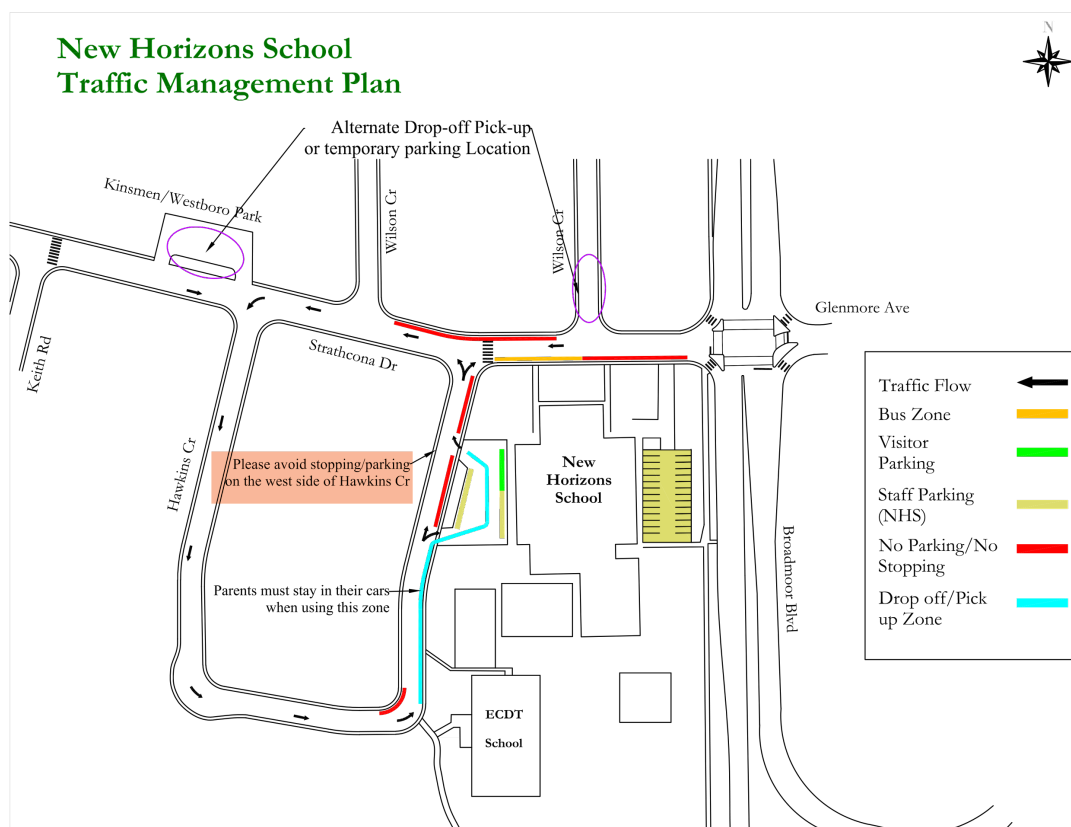 New Horizons School
Traffic Management Plan
N
Alternate Drop-off Pick-up
or temporary parking Location
Kinsmen/Westboro Park
Wilson Cr
Wilson Cr
Glenmore Ave
Keith Rd
Strathcona Dr
Hawkins Cr
Please avoid stopping/parking
on the west side of Hawkins Cr
New
Horizons
School
Parents must stay in their cars
when using this zone
Broadmoor Blvd
ECDT
School
Traffic Flow
Bus Zone
Visitor
Parking
Staff Parking
(NHS)
No Parking/No
Stopping
Drop off/Pick
up Zone